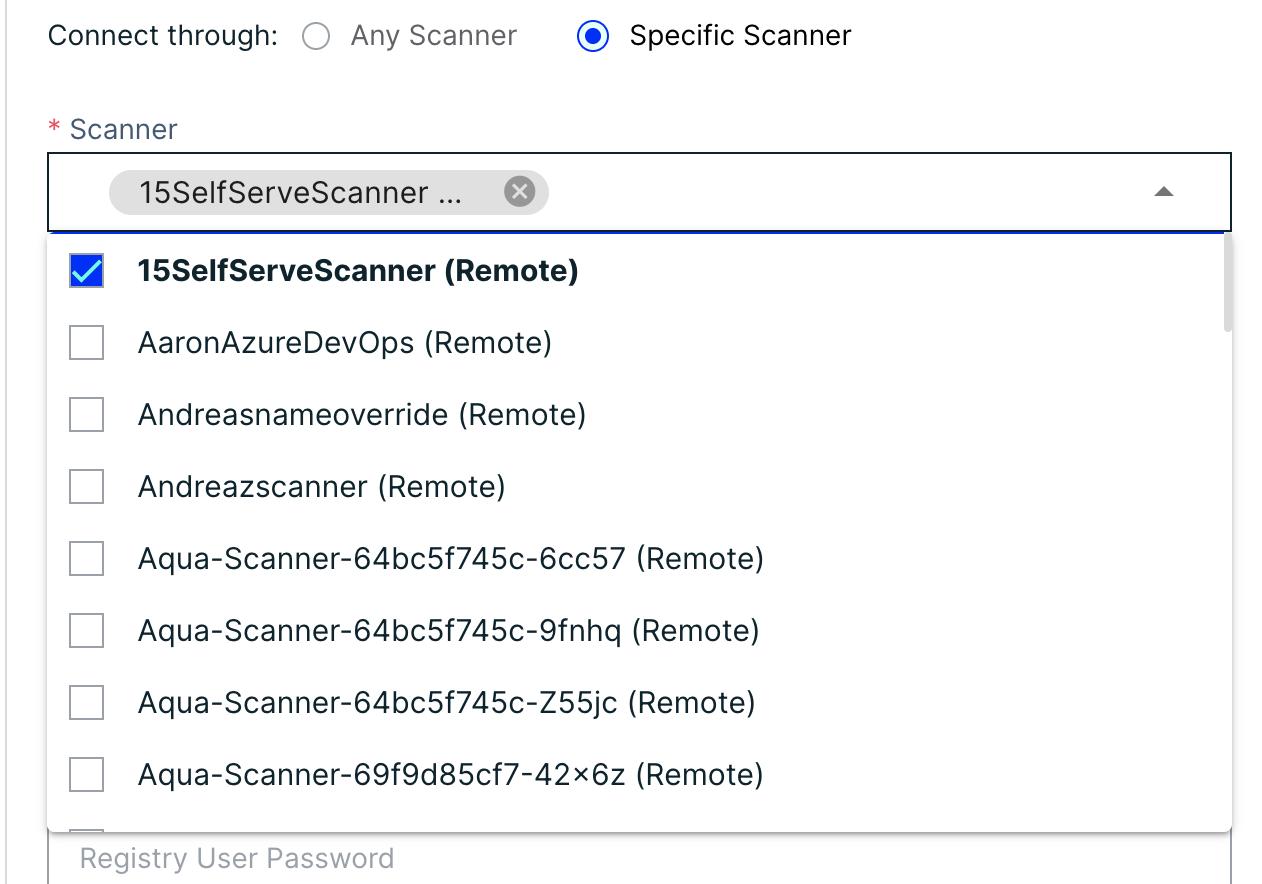 Connect through: Any Scanner Specific Scanner
* Scanner
15SelfServeScanner ...
15SelfServeScanner (Remote)
AaronAzureDevOps (Remote)
Andreasnameoverride (Remote)
Andreazscanner (Remote)
Aqua-Scanner-64bc5f745c-6cc57 (Remote)
Aqua-Scanner-64bc5f745c-9fnhq (Remote)
Aqua-Scanner-64bc5f745c-Z55jc (Remote)
Aqua-Scanner-69f9d85cf7-42×6z (Remote)
Registry User Password